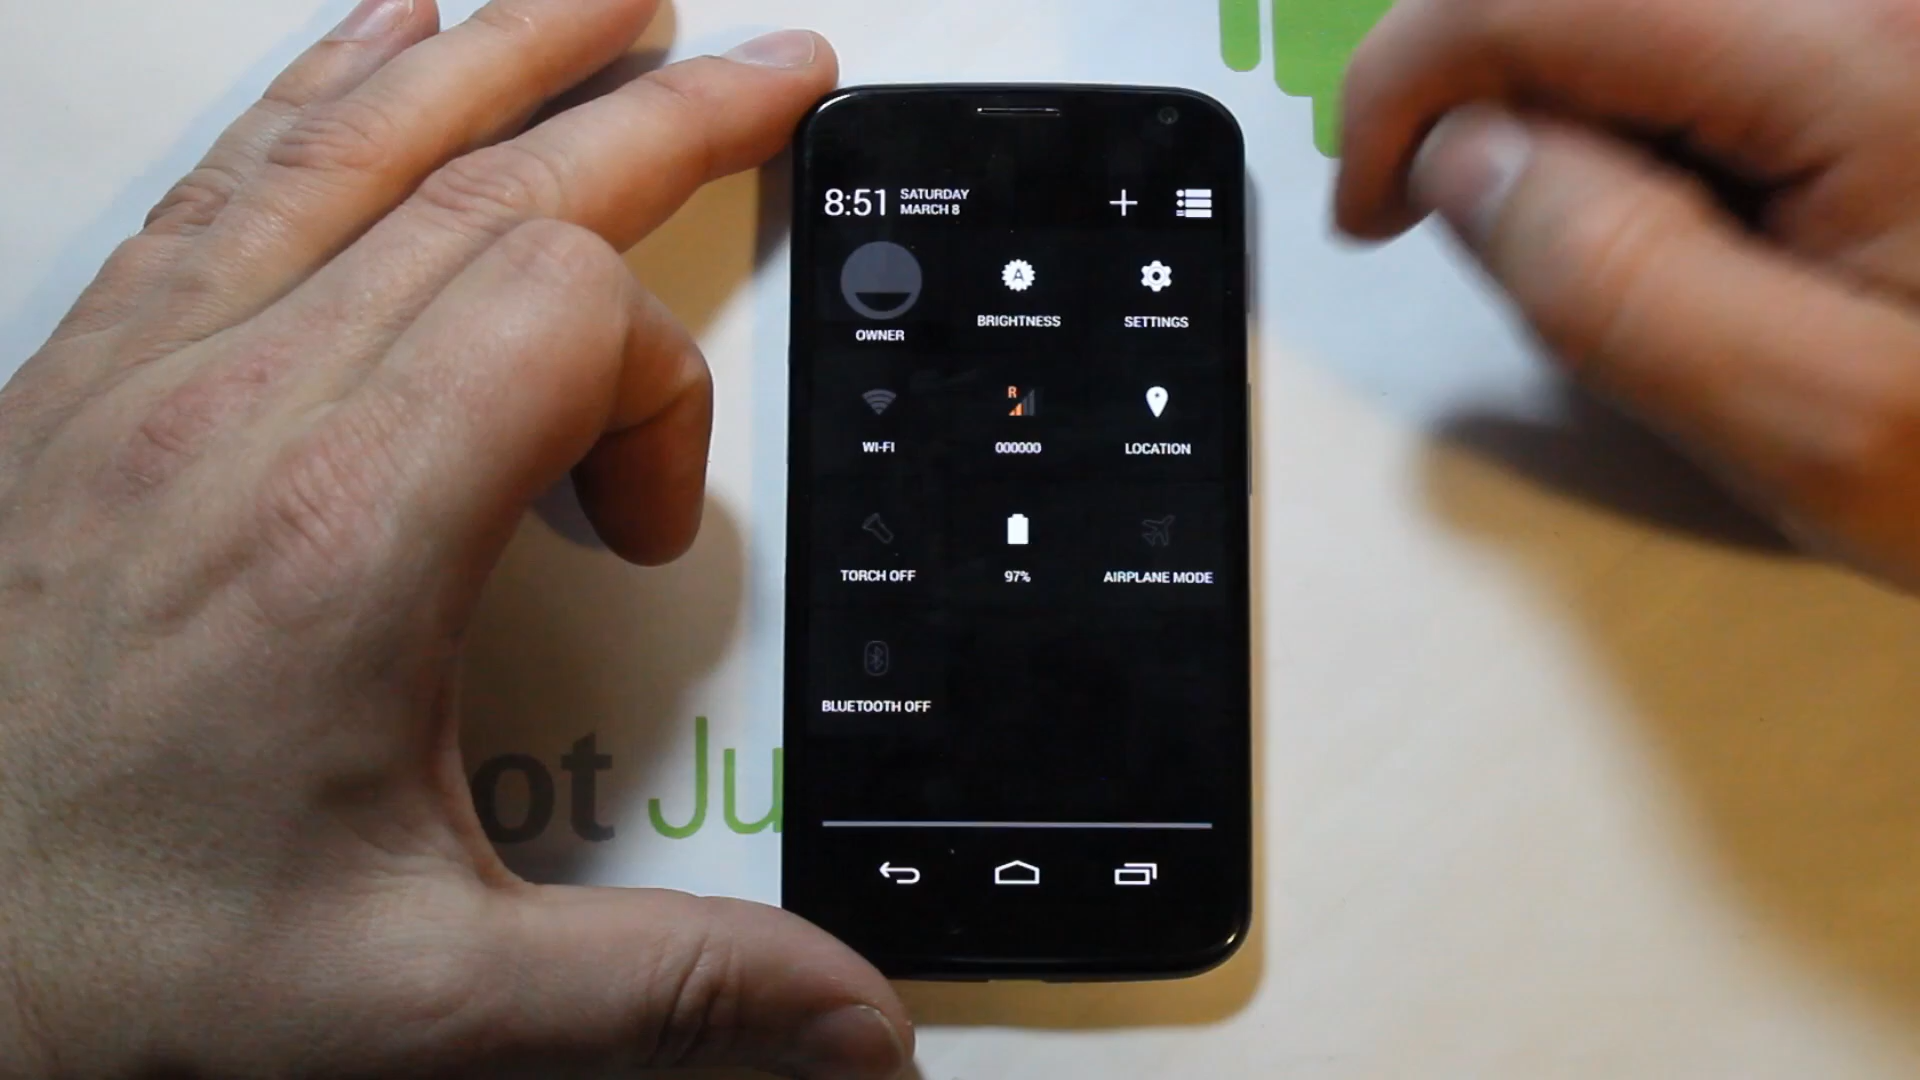 8:51 SATURDAY
MARCH 8
OWNER
BRIGHTNESS
SETTINGS
R
WI-FI
000000
LOCATION
TORCH OFF
97%
AIRPLANE MODE
BLUETOOTH OFF
ot Ju